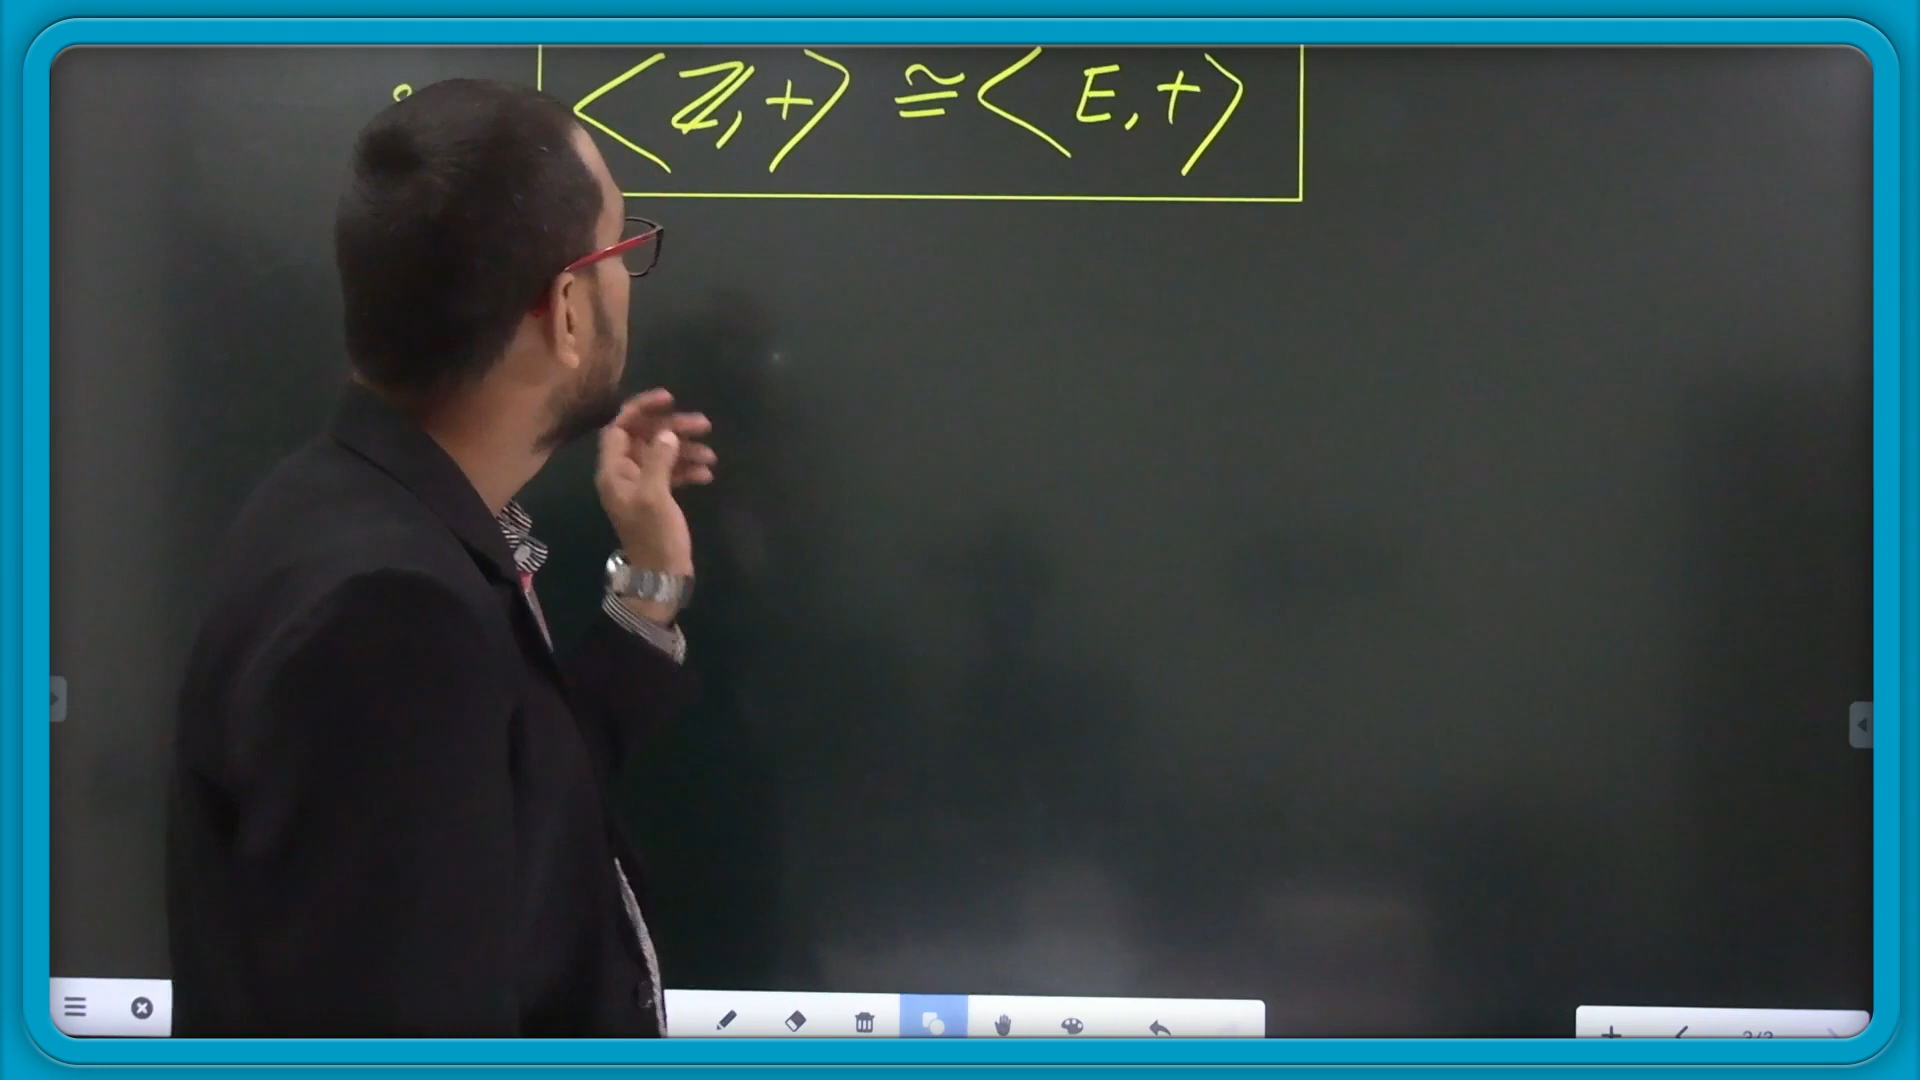 ⟨ℤ, +⟩ ≅ ⟨E, +⟩